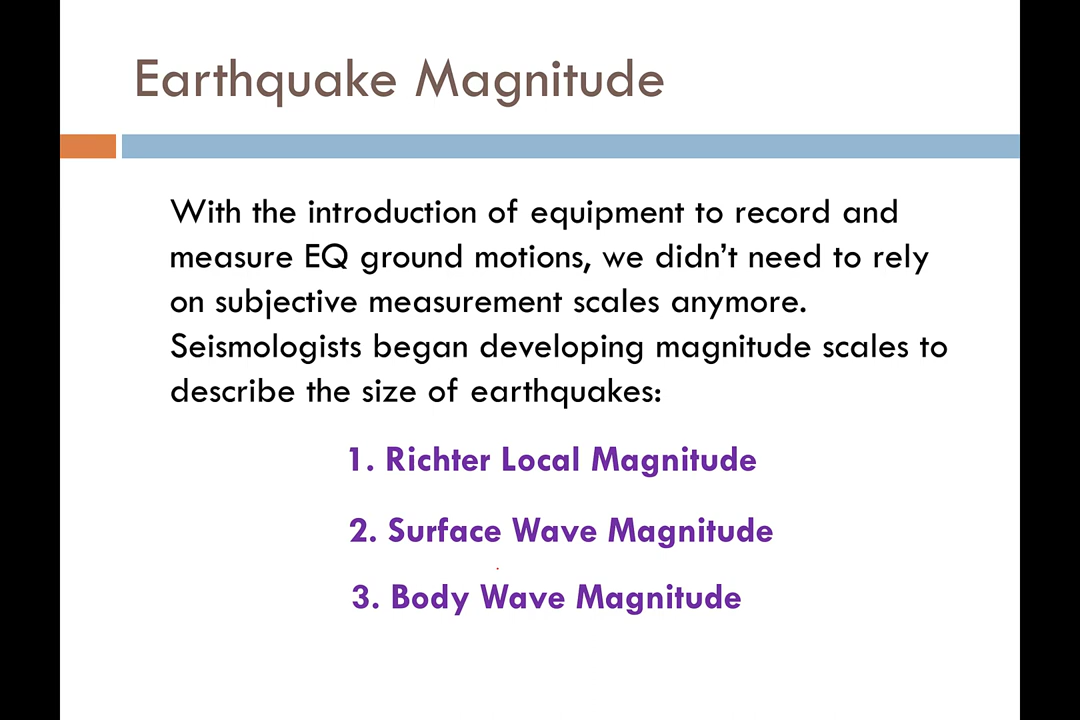 Earthquake Magnitude
With the introduction of equipment to record and
measure EQ ground motions, we didn’t need to rely
on subjective measurement scales anymore.
Seismologists began developing magnitude scales to
describe the size of earthquakes:
1. Richter Local Magnitude
2. Surface Wave Magnitude
3. Body Wave Magnitude